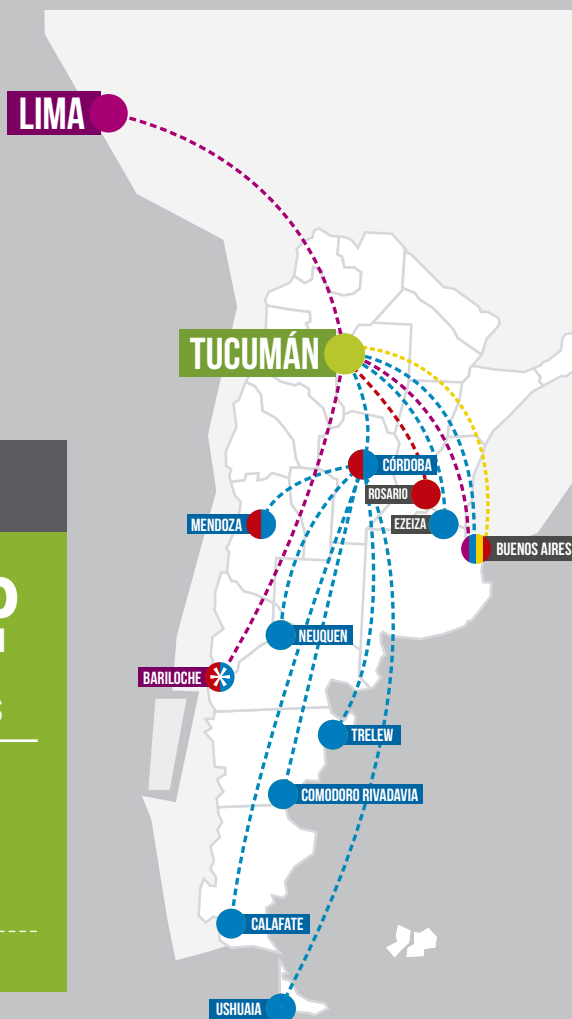 LIMA
TUCUMÁN
CÓRDOBA
ROSARIO
MENDOZA
EZEIZA
BUENOS AIRES
NEUQUEN
BARILOCHE
TRELEW
COMODORO RIVADAVIA
CALAFATE
USHUAIA